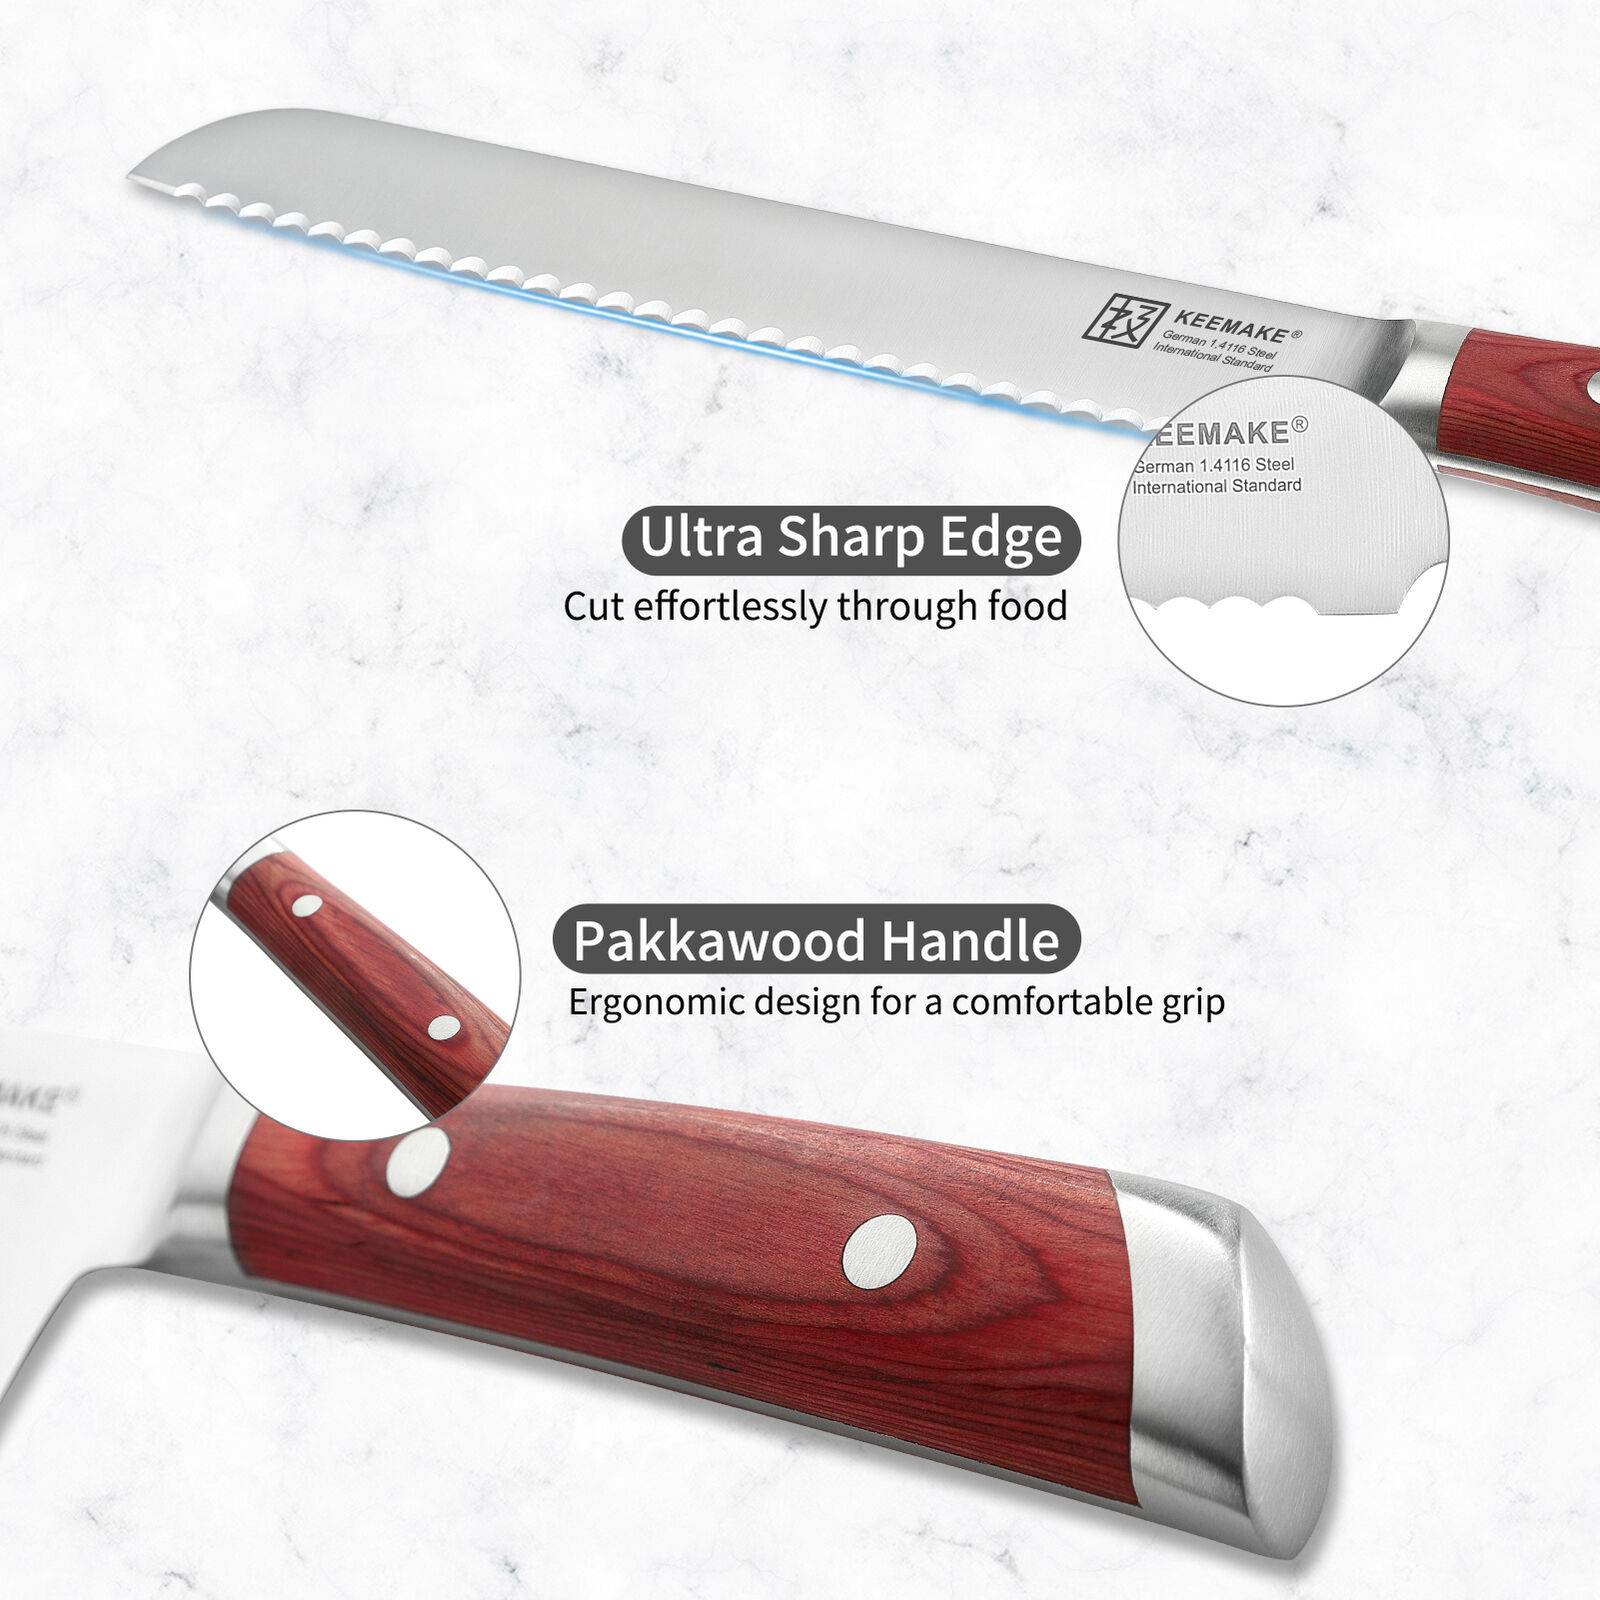 KEEMAKE®
German 1.4116 Steel
International Standard
EEMAKE®
German 1.4116 Steel
International Standard
Ultra Sharp Edge
Cut effortlessly through food
Pakkawood Handle
Ergonomic design for a comfortable grip